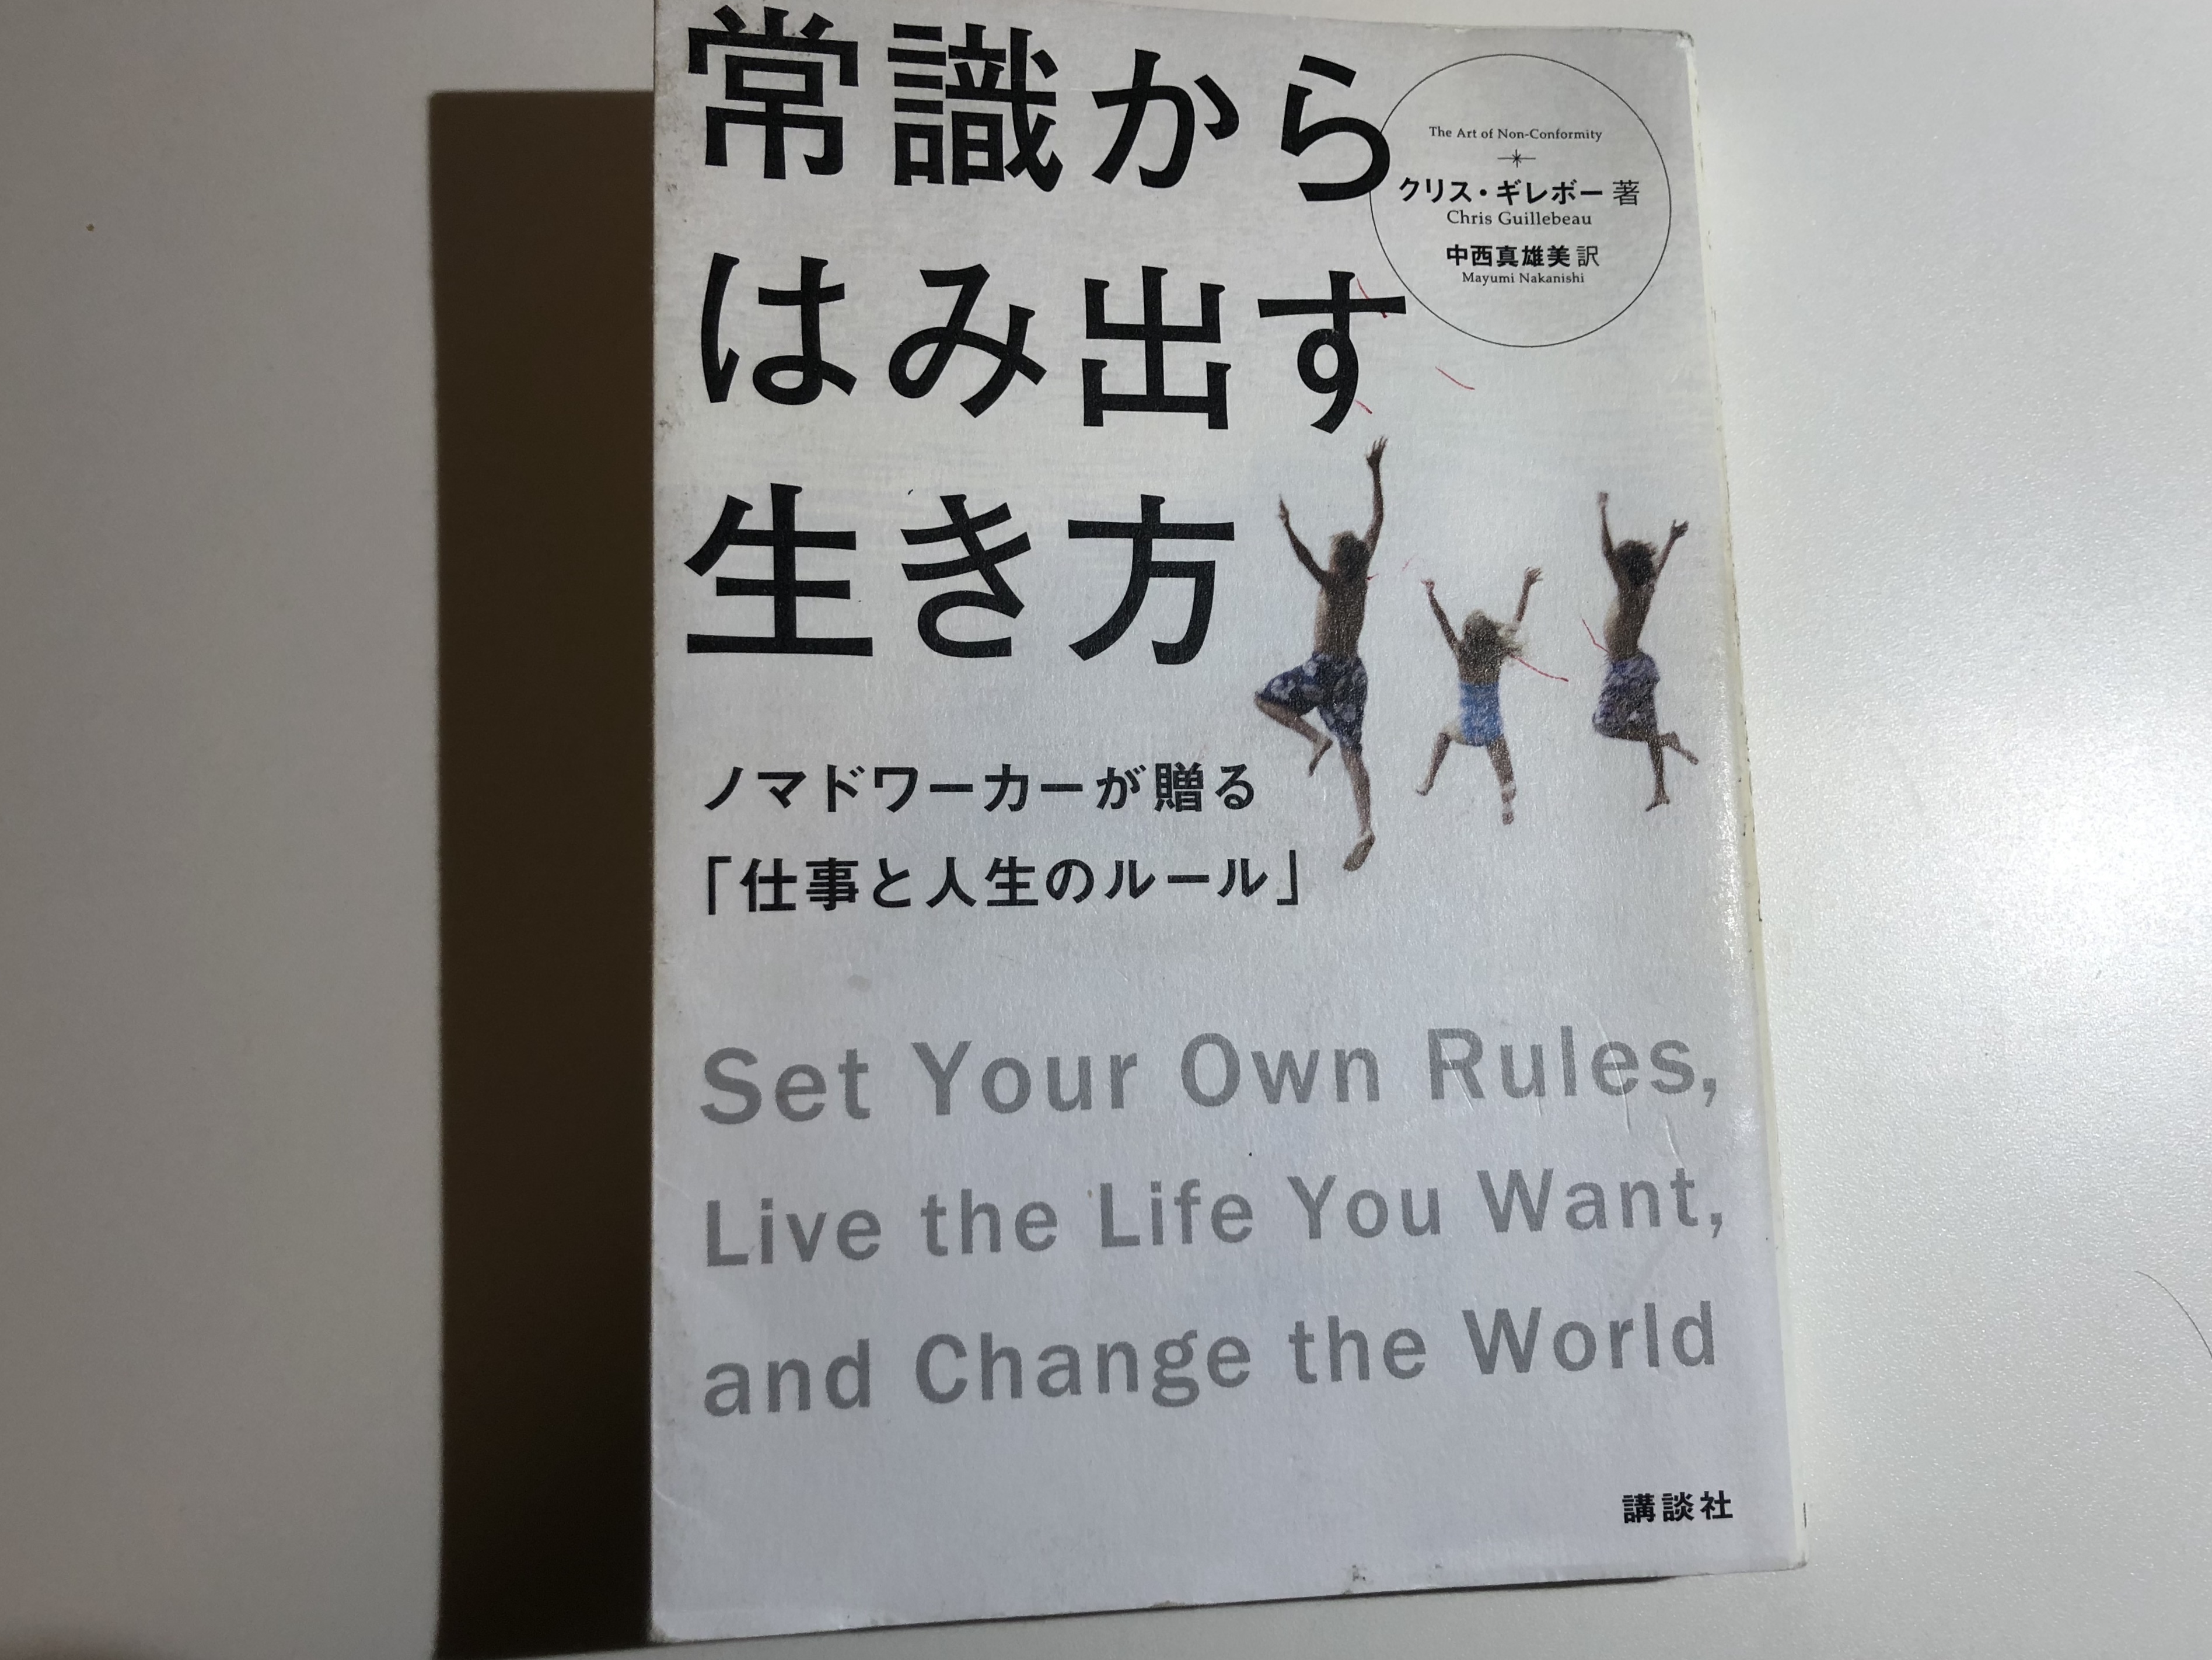 常識から
はみ出す
生き方
The Art of Non-Conformity
クリス・ギレボー 著
Chris Guillebeau
中西真雄美 訳
Mayumi Nakanishi
ノマドワーカーが贈る
「仕事と人生のルール」
Set Your Own Rules,
Live the Life You Want,
and Change the World
講談社